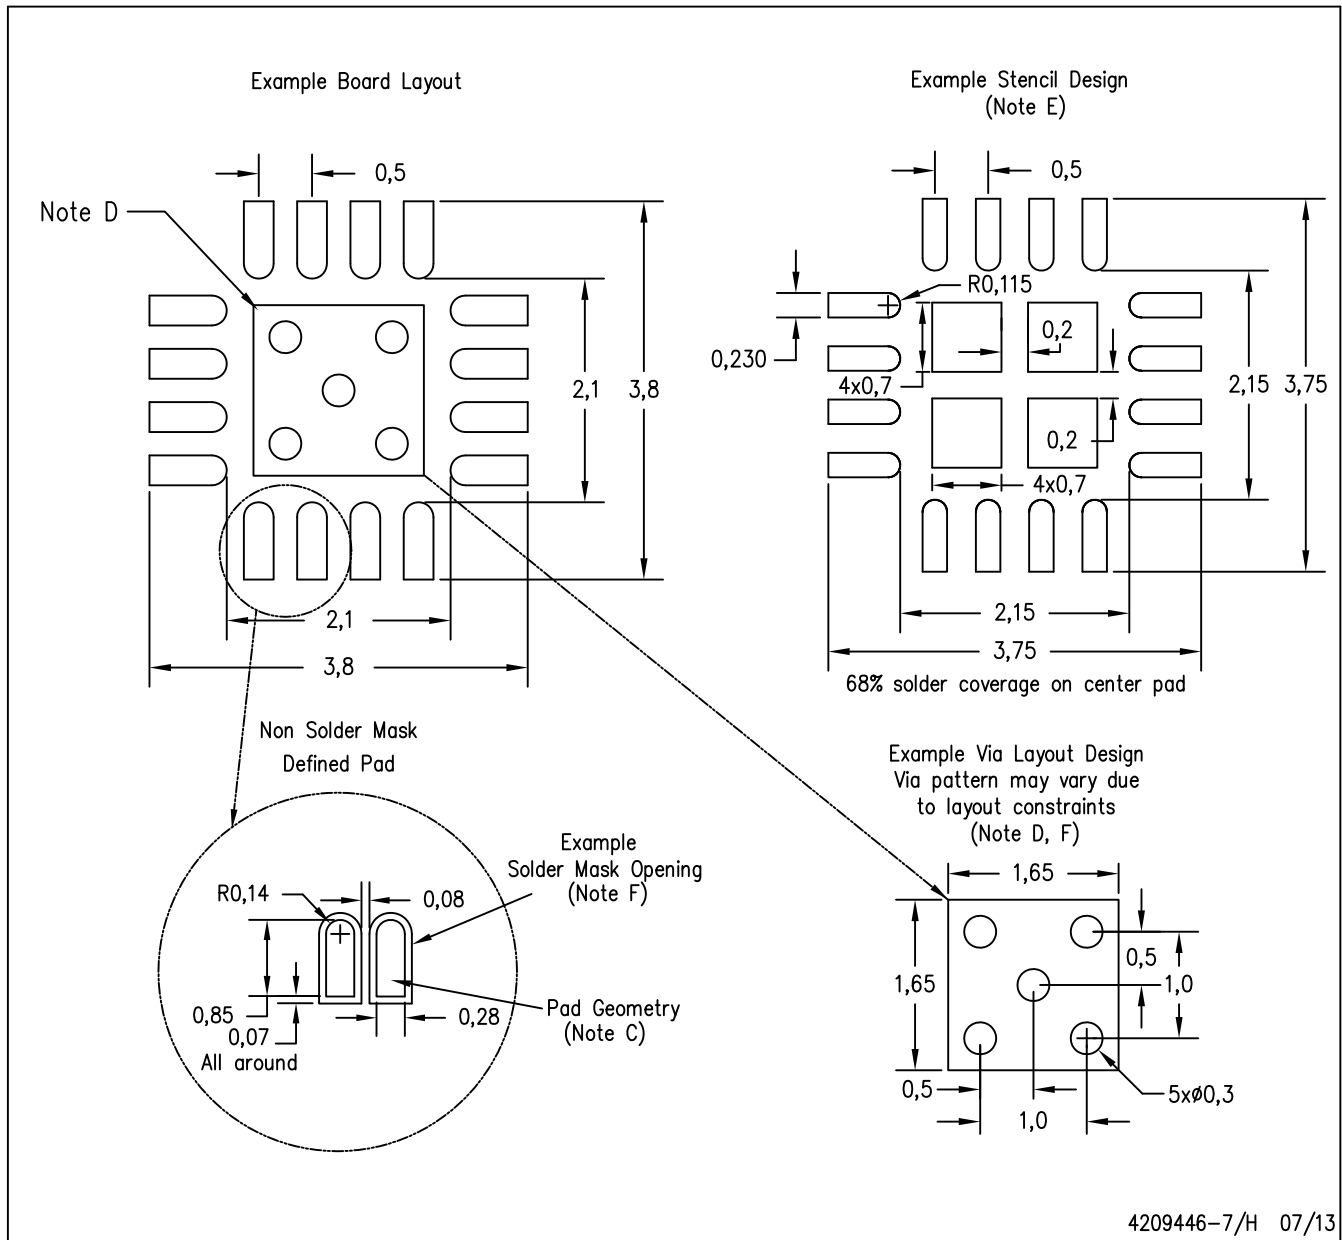 Example Board Layout
0,5
Note D
2,1
3,8
2,1
3,8
Example Stencil Design
(Note E)
0,5
R0,115
0,230
0,2
4x0,7
2,15
3,75
0,2
4x0,7
2,15
3,75
68% solder coverage on center pad
Non Solder Mask
Defined Pad
Example
Solder Mask Opening
(Note F)
R0,14
0,08
0,85
0,07
All around
0,28
Pad Geometry
(Note C)
Example Via Layout Design
Via pattern may vary due
to layout constraints
(Note D, F)
1,65
1,65
0,5
1,0
0,5
1,0
5xø0,3
4209446-7/H 07/13